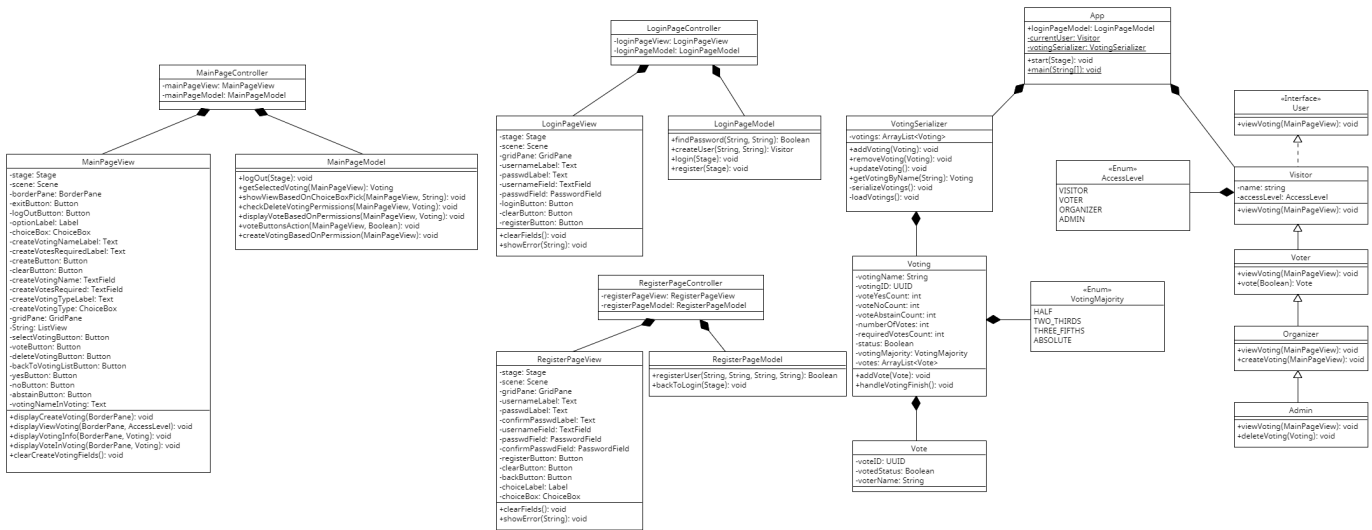 MainPageController
-mainPageView: MainPageView
-mainPageModel: MainPageModel
MainPageView
-stage: Stage
-scene: Scene
-borderPane: BorderPane
-exitButton: Button
-logOutButton: Button
-optionLabel: Label
-choiceBox: ChoiceBox
-createVotingNameLabel: Text
-createVotesRequiredLabel: Text
-createButton: Button
-clearButton: Button
-createVotingName: TextField
-createVotesRequired: TextField
-createVotingTypeLabel: Text
-createVotingType: ChoiceBox
-gridPane: GridPane
-String: ListView
-selectVotingButton: Button
-voteButton: Button
-deleteVotingButton: Button
-backToVotingListButton: Button
-yesButton: Button
-noButton: Button
-abstainButton: Button
-votingNameInVoting: Text
+displayCreateVoting(BorderPane): void
+displayViewVoting(BorderPane, AccessLevel): void
+displayVotingInfo(BorderPane, Voting): void
+displayVoteInVoting(BorderPane, Voting): void
+clearCreateVotingFields(): void
MainPageModel
+logOut(Stage): void
+getSelectedVoting(MainPageView): Voting
+showViewBasedOnChoiceBoxPick(MainPageView, String): void
+checkDeleteVotingPermissions(MainPageView, Voting): void
+displayVoteBasedOnPermissions(MainPageView, Voting): void
+voteButtonsAction(MainPageView, Boolean): void
+createVotingBasedOnPermission(MainPageView): void
LoginPageController
-loginPageView: LoginPageView
-loginPageModel: LoginPageModel
LoginPageView
-stage: Stage
-scene: Scene
-gridPane: GridPane
-usernameLabel: Text
-passwdLabel: Text
-usernameField: TextField
-passwdField: PasswordField
-loginButton: Button
-clearButton: Button
-registerButton: Button
+clearFields(): void
+showError(String): void
LoginPageModel
+findPassword(String, String): Boolean
+createUser(String, String): Visitor
+login(Stage): void
+register(Stage): void
RegisterPageController
-registerPageView: RegisterPageView
-registerPageModel: RegisterPageModel
RegisterPageView
-stage: Stage
-scene: Scene
-gridPane: GridPane
-usernameLabel: Text
-passwdLabel: Text
-confirmPasswdLabel: Text
-usernameField: TextField
-passwdField: PasswordField
-confirmPasswdField: PasswordField
-registerButton: Button
-clearButton: Button
-backButton: Button
-choiceLabel: Label
-choiceBox: ChoiceBox
+clearFields(): void
+showError(String): void
RegisterPageModel
+registerUser(String, String, String, String): Boolean
+backToLogin(Stage): void
App
+loginPageModel: LoginPageModel
-currentUser: Visitor
-votingSerializer: VotingSerializer
+start(Stage): void
+main(String[]): void
VotingSerializer
-votings: ArrayList<Voting>
+addVoting(Voting): void
+removeVoting(Voting): void
+updateVoting(): void
+getVotingByName(String): Voting
-serializeVotings(): void
-loadVotings(): void
Voting
-votingName: String
-votingID: UUID
-voteYesCount: int
-voteNoCount: int
-voteAbstainCount: int
-numberOfVotes: int
-requiredVotesCount: int
-status: Boolean
-votingMajority: VotingMajority
-votes: ArrayList<Vote>
+addVote(Vote): void
+handleVotingFinish(): void
Vote
-voteID: UUID
-votedStatus: Boolean
-voterName: String
«Enum»
VotingMajority
HALF
TWO_THIRDS
THREE_FIFTHS
ABSOLUTE
«Enum»
AccessLevel
VISITOR
VOTER
ORGANIZER
ADMIN
«Interface»
User
+viewVoting(MainPageView): void
Visitor
-name: string
-accessLevel: AccessLevel
+viewVoting(MainPageView): void
Voter
+viewVoting(MainPageView): void
+vote(Boolean): Vote
Organizer
+viewVoting(MainPageView): void
+createVoting(MainPageView): void
Admin
+viewVoting(MainPageView): void
+deleteVoting(Voting): void